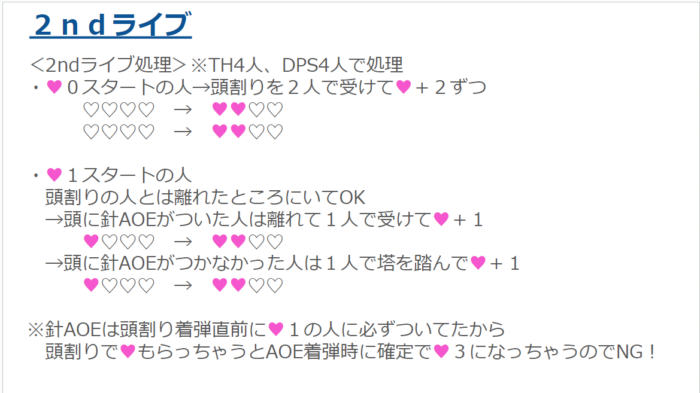 ２ｎｄライブ
＜2ndライブ処理＞※TH4人、DPS4人で処理
・♥０スタートの人→頭割りを２人で受けて♥＋２ずつ
♡♡♡♡　→　♥♥♡♡
♡♡♡♡　→　♥♥♡♡
・♥１スタートの人
頭割りの人とは離れたところにいてOK
→頭に針AOEがついた人は離れて１人で受けて♥＋１
♥♡♡♡　→　♥♥♡♡
→頭に針AOEがつかなかった人は１人で塔を踏んで♥＋１
♥♡♡♡　→　♥♥♡♡
※針AOEは頭割り着弾直前に♥１の人に必ずついてたから
頭割りで♥もらっちゃうとAOE着弾時に確定で♥３になっちゃうのでNG！